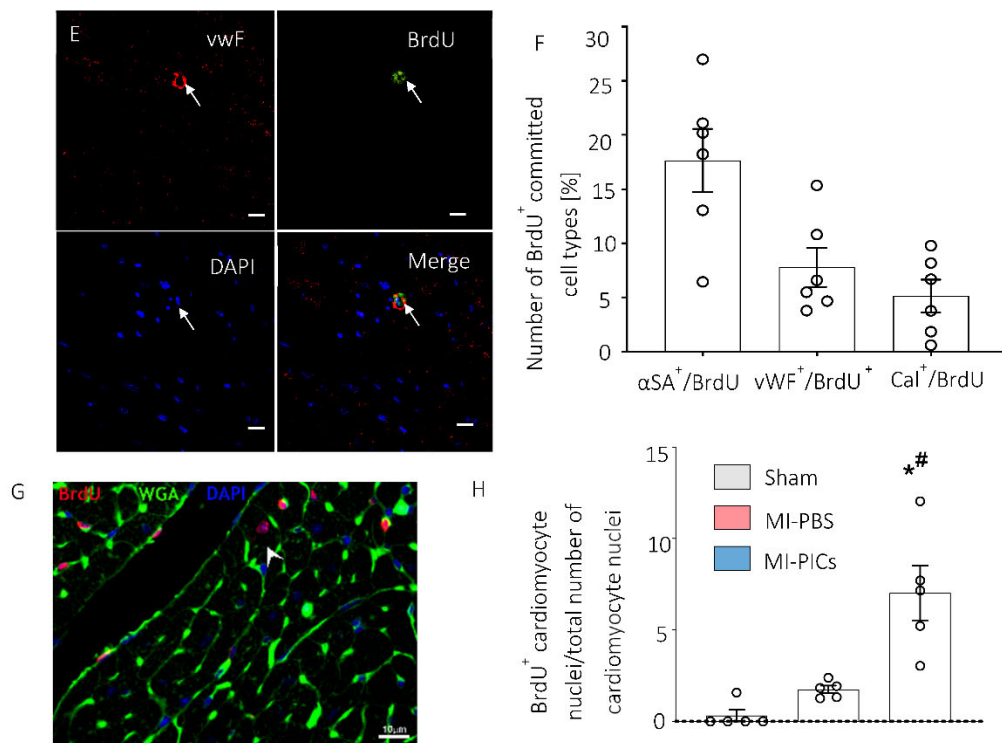 E
vwF
BrdU
DAPI
Merge
F
Number of BrdU⁺ committed
cell types [%]
30
25
20
15
10
5
0
αSA⁺/BrdU
vWF⁺/BrdU⁺
Cal⁺/BrdU
G
BrdU
WGA
DAPI
10μm
H
BrdU⁺ cardiomyocyte
nuclei/total number of
cardiomyocyte nuclei
15
10
5
0
Sham
MI-PBS
MI-PICs
*#